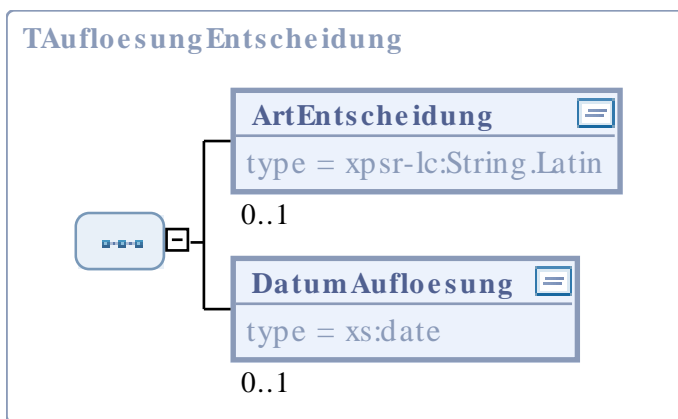 TAufloesungEntscheidung
ArtEntscheidung
type = xpsr-lc:String.Latin
0..1
DatumAufloesung
type = xs:date
0..1